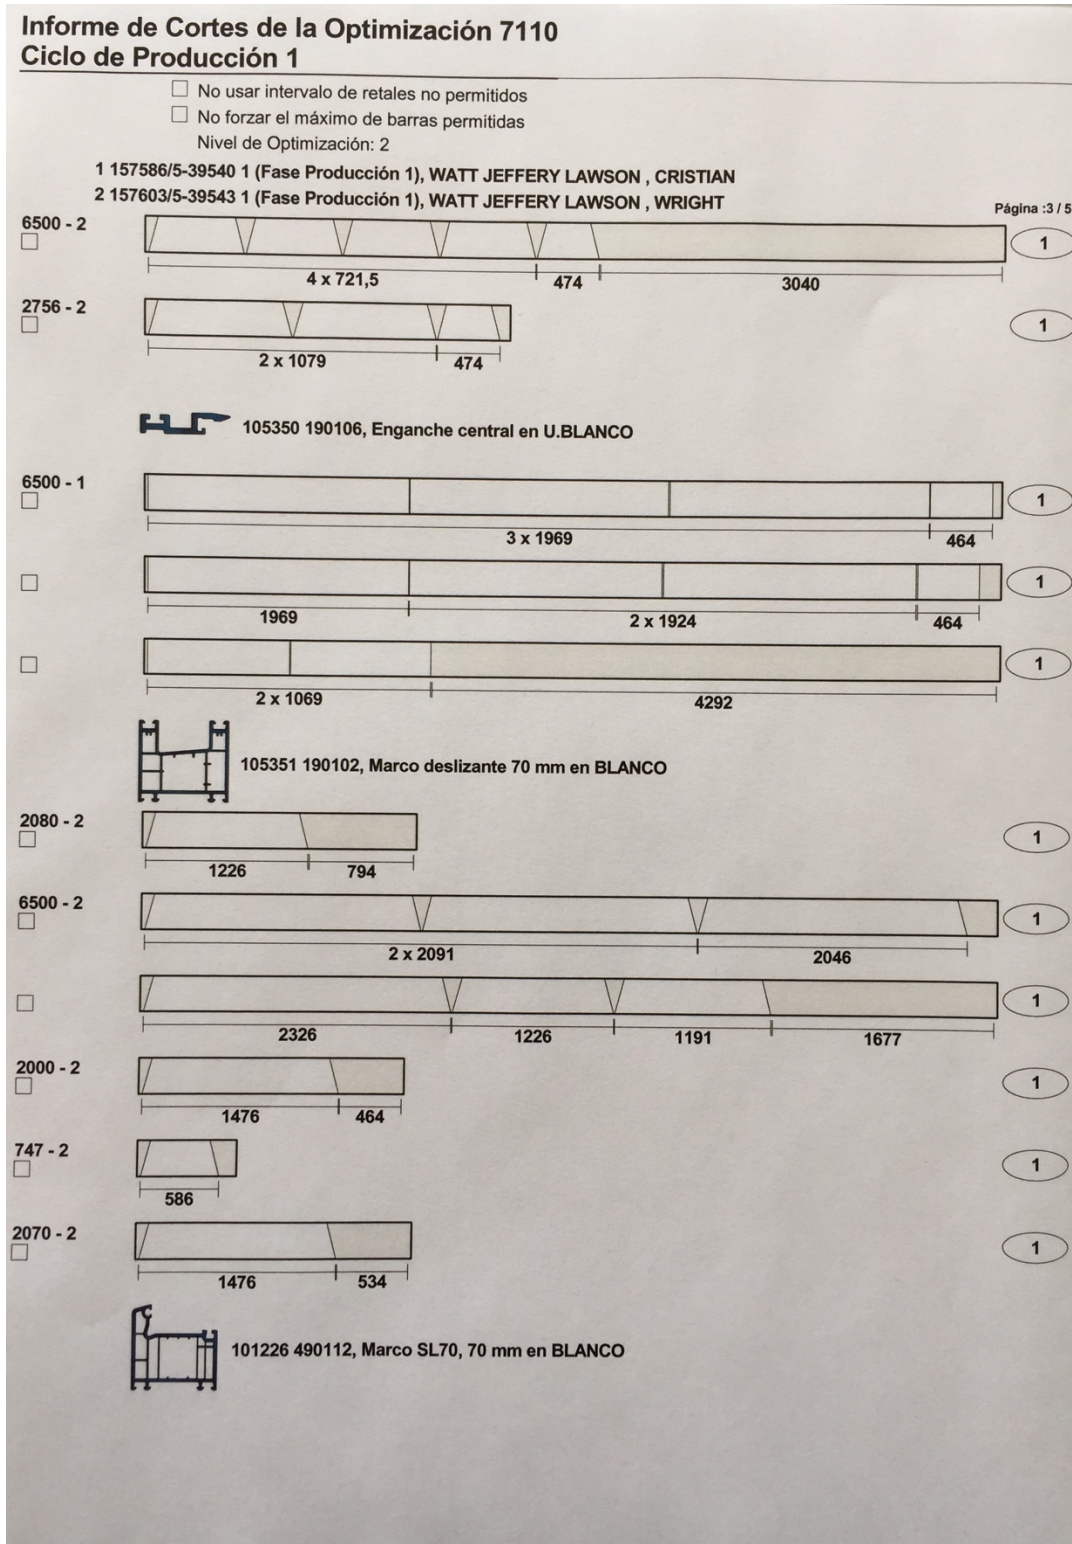 Informe de Cortes de la Optimización 7110
Ciclo de Producción 1
No usar intervalo de retales no permitidos
No forzar el máximo de barras permitidas
Nivel de Optimización: 2
1 157586/5-39540 1 (Fase Producción 1), WATT JEFFERY LAWSON , CRISTIAN
2 157603/5-39543 1 (Fase Producción 1), WATT JEFFERY LAWSON , WRIGHT
Página :3 / 5
6500 - 2
1
4 x 721,5 474 3040
2756 - 2
1
2 x 1079 474
105350 190106, Enganche central en U.BLANCO
6500 - 1
1
3 x 1969 464
1
1969 2 x 1924 464
1
2 x 1069 4292
105351 190102, Marco deslizante 70 mm en BLANCO
2080 - 2
1
1226 794
6500 - 2
1
2 x 2091 2046
1
2326 1226 1191 1677
2000 - 2
1
1476 464
747 - 2
1
586
2070 - 2
1
1476 534
101226 490112, Marco SL70, 70 mm en BLANCO